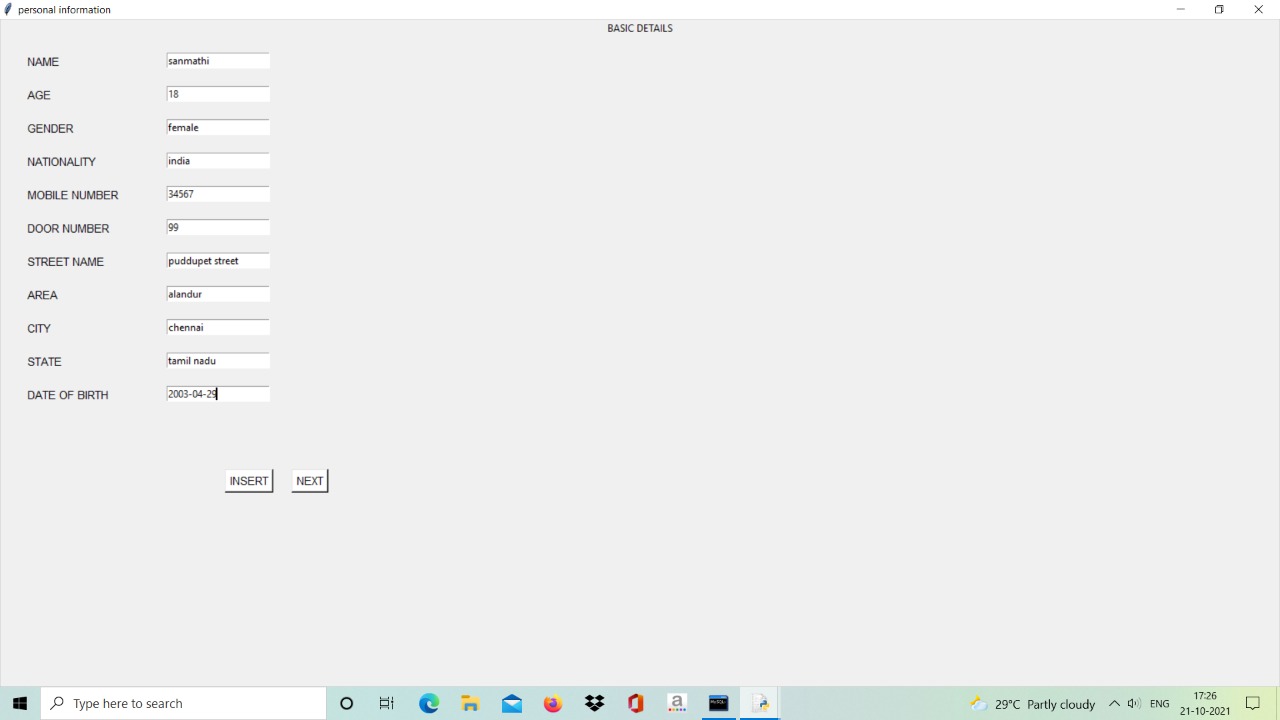 personal information
BASIC DETAILS
NAME sanmathi
AGE 18
GENDER female
NATIONALITY india
MOBILE NUMBER 34567
DOOR NUMBER 99
STREET NAME puddupet street
AREA alandur
CITY chennai
STATE tamil nadu
DATE OF BIRTH 2003-04-29
INSERT NEXT
Type here to search a MySQL 29°C Partly cloudy ENG 17:26
21-10-2021